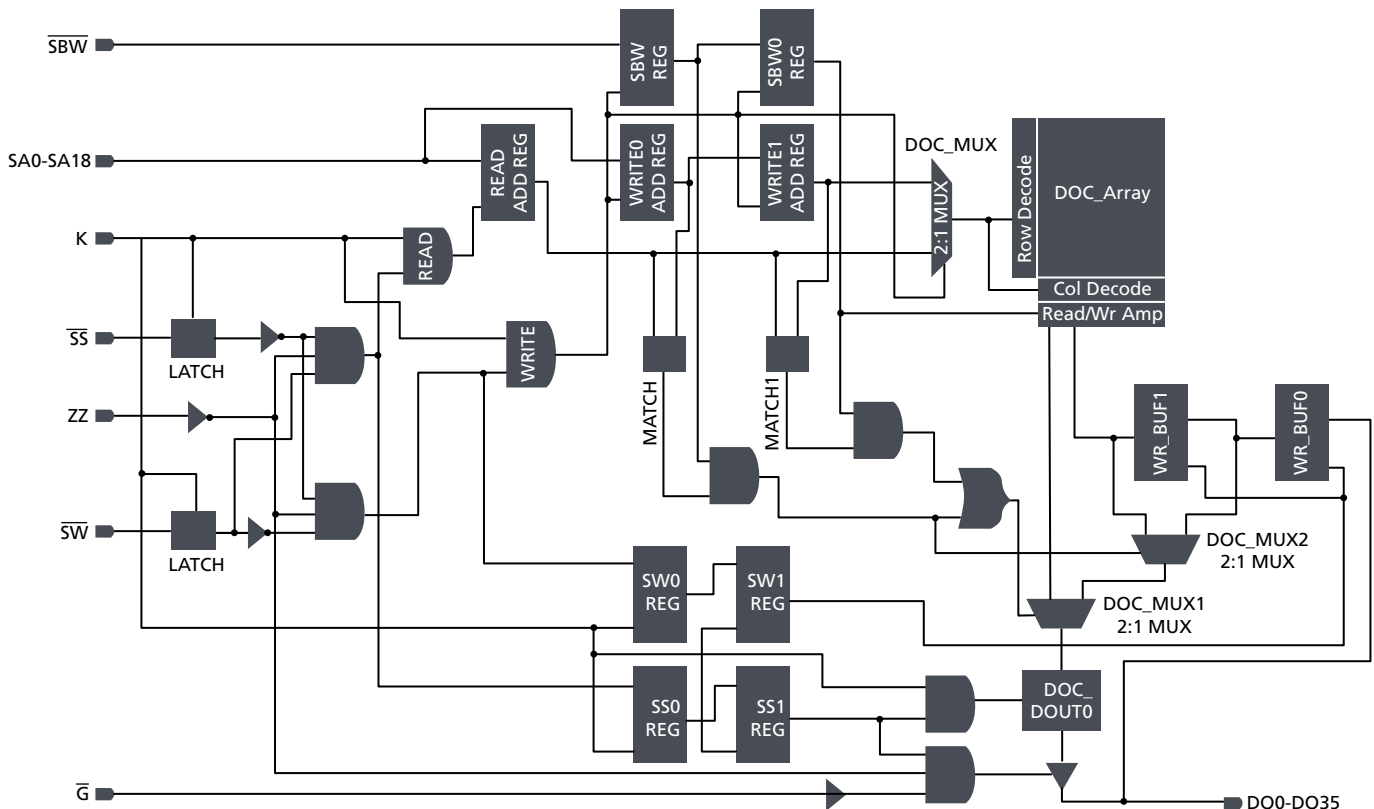 SBW
SBW
REG
SBW0
REG
SA0-SA18
READ
ADD REG
WRITE0
ADD REG
WRITE1
ADD REG
DOC_MUX
2:1 MUX
Row Decode
DOC_Array
Col Decode
Read/Wr Amp
K
READ
SS
LATCH
WRITE
MATCH
MATCH1
ZZ
WR_BUF1
WR_BUF0
SW
LATCH
DOC_MUX2
2:1 MUX
SW0
REG
SW1
REG
DOC_MUX1
2:1 MUX
SS0
REG
SS1
REG
DOC_
DOUT0
G
DO0-DO35